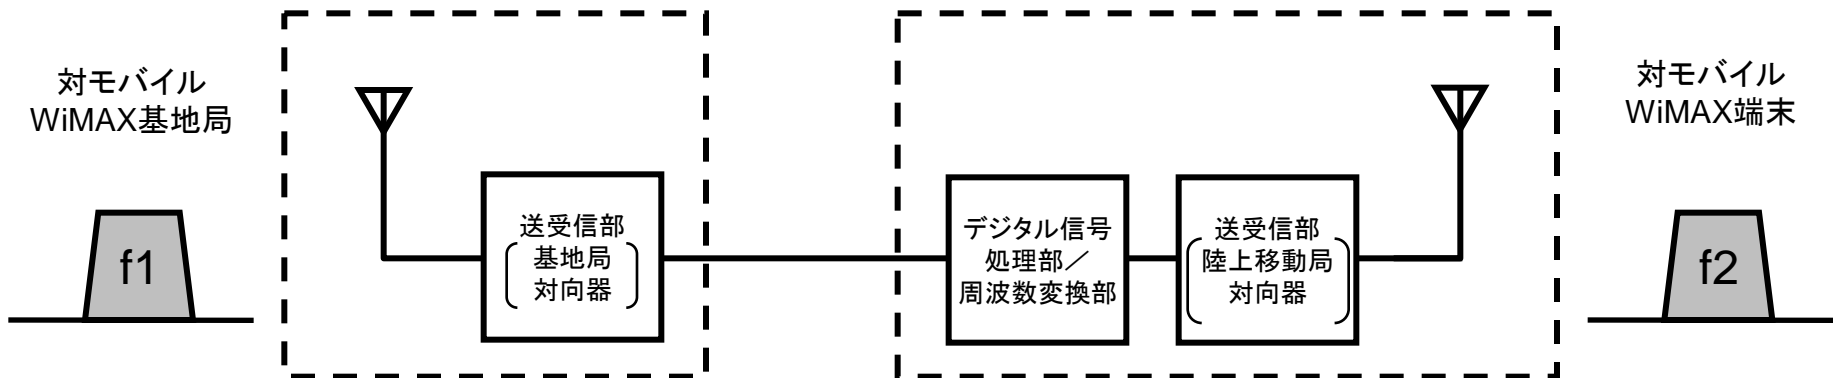 対モバイル
WiMAX基地局
f1
送受信部
基地局
対向器
デジタル信号
処理部／
周波数変換部
送受信部
陸上移動局
対向器
対モバイル
WiMAX端末
f2